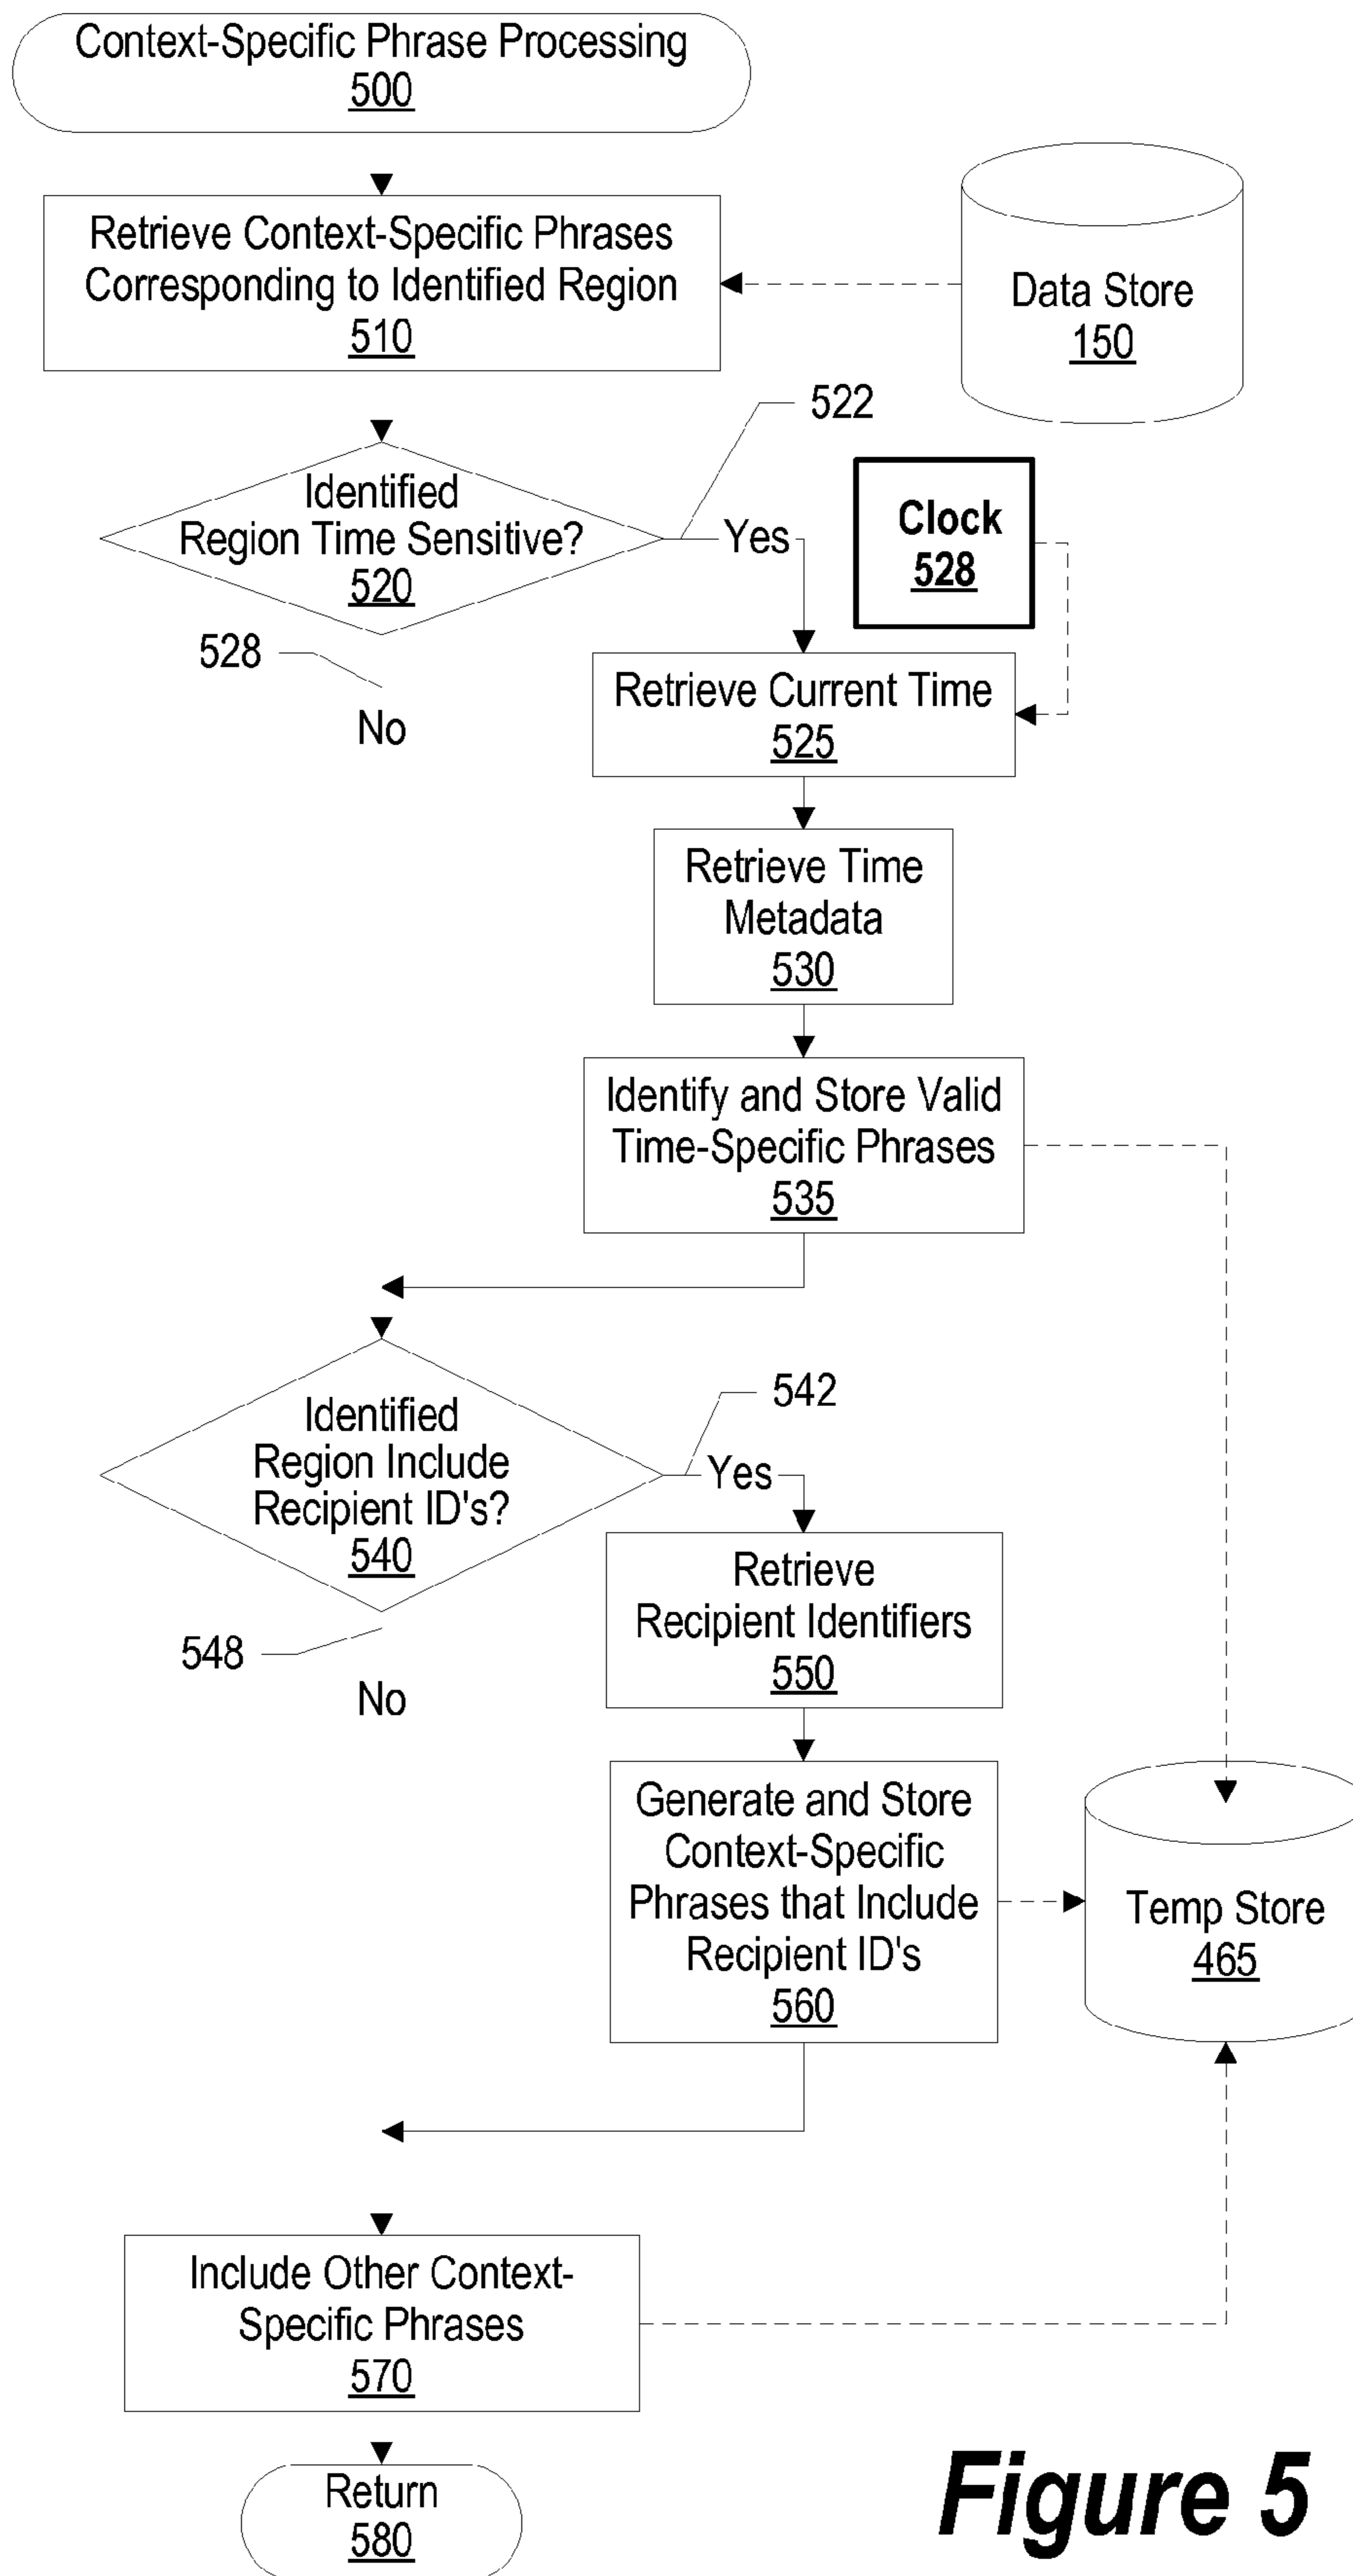 Context-Specific Phrase Processing
500
Retrieve Context-Specific Phrases
Corresponding to Identified Region
510
Data Store
150
522
Identified
Region Time Sensitive?
520
Yes
Clock
528
528
No
Retrieve Current Time
525
Retrieve Time
Metadata
530
Identify and Store Valid
Time-Specific Phrases
535
542
Identified
Region Include
Recipient ID's?
540
Yes
548
No
Retrieve
Recipient Identifiers
550
Generate and Store
Context-Specific
Phrases that Include
Recipient ID's
560
Temp Store
465
Include Other Context-
Specific Phrases
570
Return
580
Figure 5